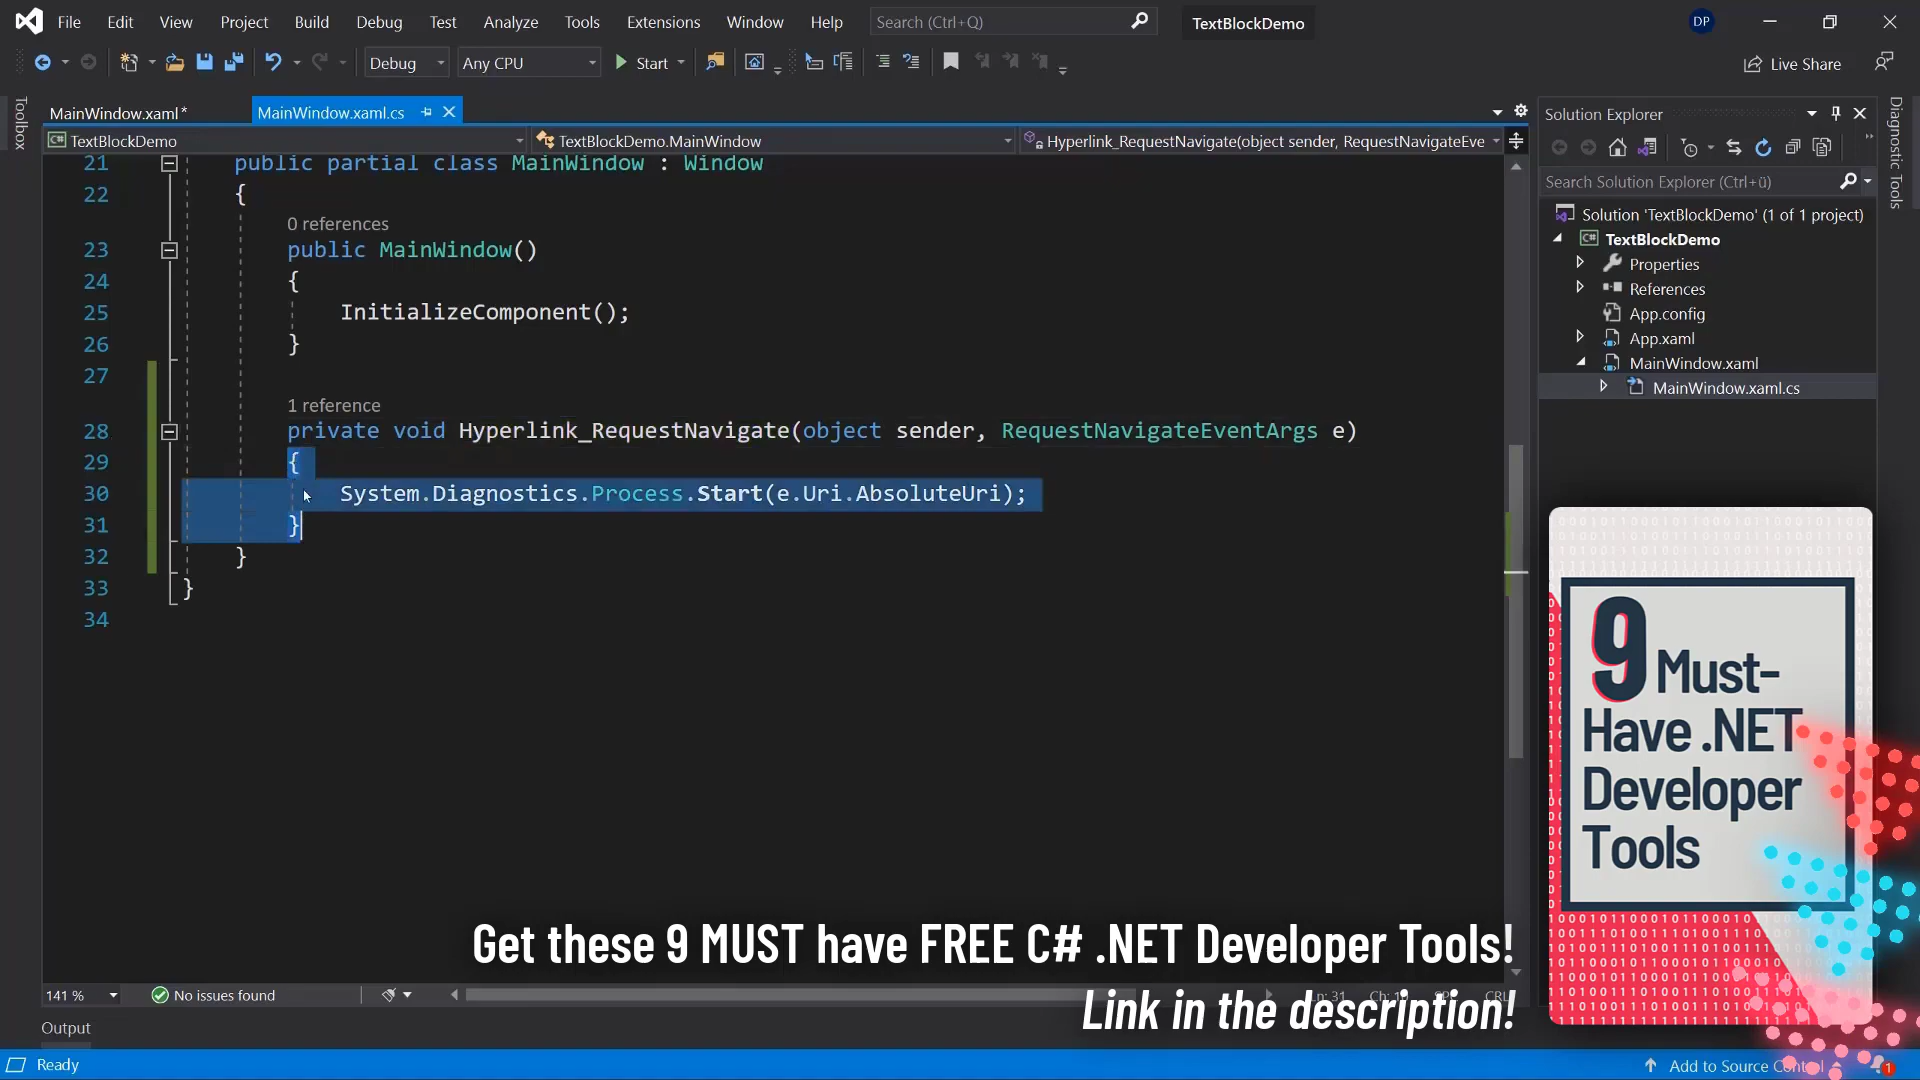 File Edit View Git Project Build Debug Test Analyze Tools Extensions Window Help Search (Ctrl+Q) TextBlockDemo DP
Debug Any CPU Start Live Share
Toolbox
MainWindow.xaml* MainWindow.xaml.cs
TextBlockDemo TextBlockDemo.MainWindow Hyperlink_RequestNavigate(object sender, RequestNavigateEve
21 public partial class MainWindow : Window
22 {
0 references
23 public MainWindow()
24 {
25 InitializeComponent();
26 }
27
1 reference
28 private void Hyperlink_RequestNavigate(object sender, RequestNavigateEventArgs e)
29 {
30 System.Diagnostics.Process.Start(e.Uri.AbsoluteUri);
31 }
32 }
33 }
34
Solution Explorer
Search Solution Explorer (Ctrl+ü)
Solution 'TextBlockDemo' (1 of 1 project)
C# TextBlockDemo
Properties
References
App.config
App.xaml
MainWindow.xaml
MainWindow.xaml.cs
Diagnostic Tools
9 Must-
Have .NET
Developer
Tools
Get these 9 MUST have FREE C# .NET Developer Tools!
Link in the description!
141 % No issues found
Output
Ready
Add to Source 1